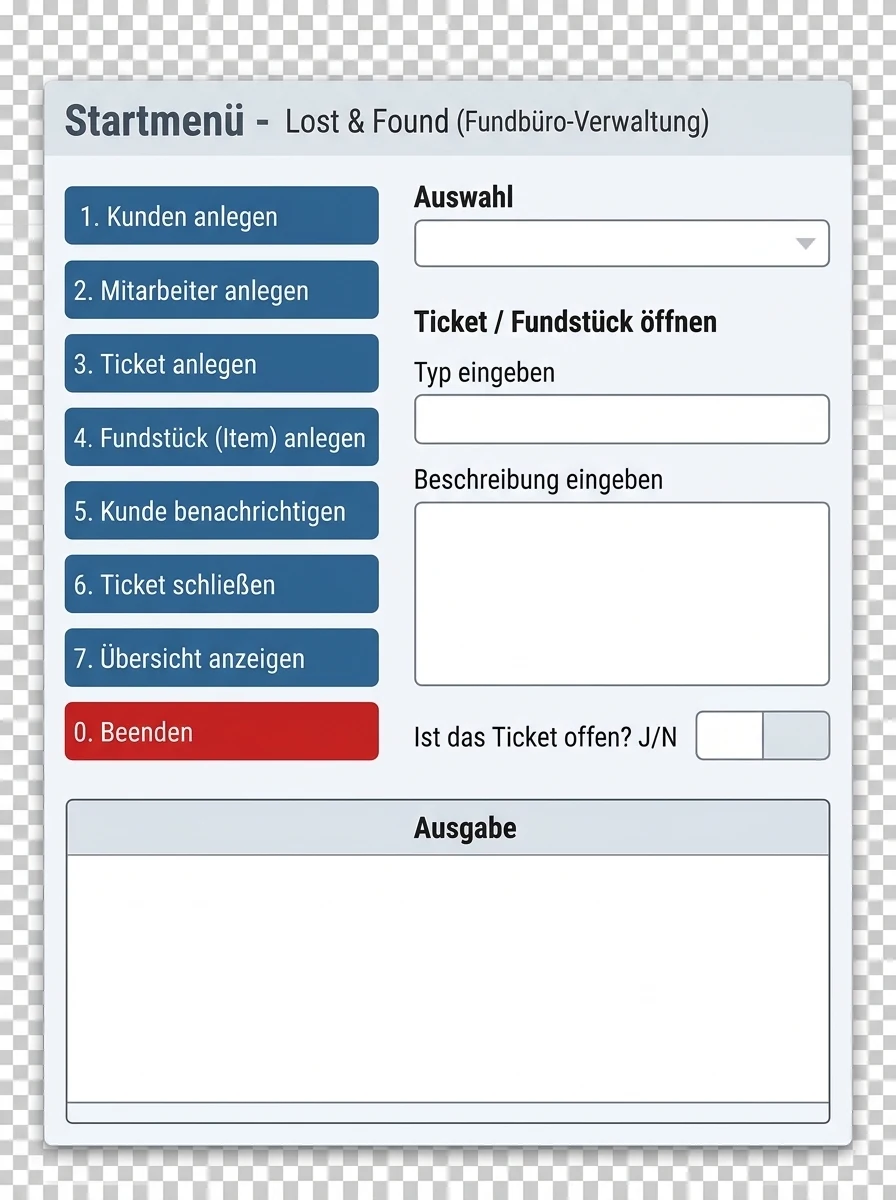 Startmenü - Lost & Found (Fundbüro-Verwaltung)
1. Kunden anlegen
2. Mitarbeiter anlegen
3. Ticket anlegen
4. Fundstück (Item) anlegen
5. Kunde benachrichtigen
6. Ticket schließen
7. Übersicht anzeigen
0. Beenden
Auswahl
Ticket / Fundstück öffnen
Typ eingeben
Beschreibung eingeben
Ist das Ticket offen? J/N
Ausgabe